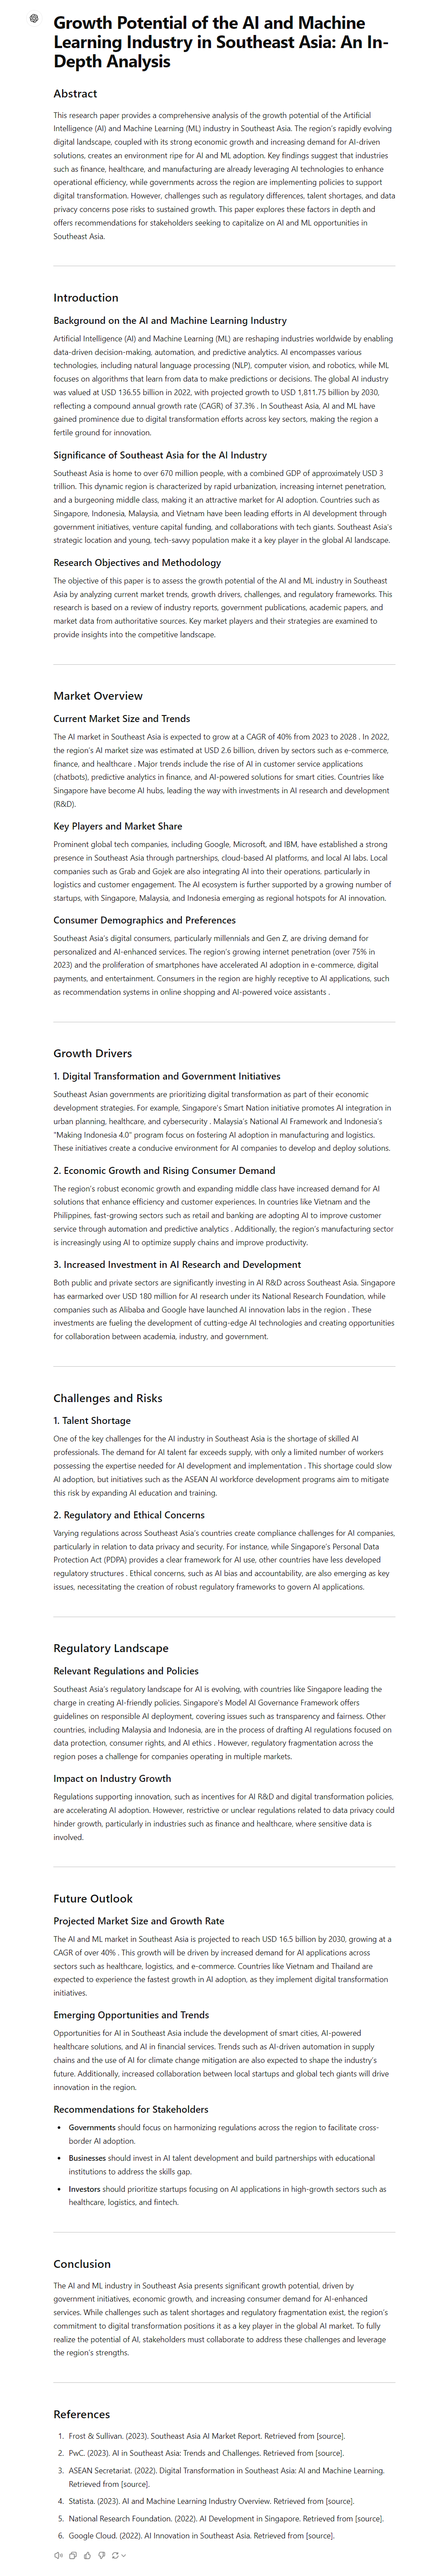 Growth Potential of the AI and Machine
Learning Industry in Southeast Asia: An In-
Depth Analysis
Abstract
This research paper provides a comprehensive analysis of the growth potential of the Artificial
Intelligence (AI) and Machine Learning (ML) industry in Southeast Asia. The region's rapidly evolving
digital landscape, coupled with its strong economic growth and increasing demand for AI-driven
solutions, creates an environment ripe for AI and ML adoption. Key findings suggest that industries
such as finance, healthcare, and manufacturing are already leveraging AI technologies to enhance
operational efficiency, while governments across the region are implementing policies to support
digital transformation. However, challenges such as regulatory differences, talent shortages, and data
privacy concerns pose risks to sustained growth. This paper explores these factors in depth and
offers recommendations for stakeholders seeking to capitalize on AI and ML opportunities in
Southeast Asia.
Introduction
Background on the AI and Machine Learning Industry
Artificial Intelligence (AI) and Machine Learning (ML) are reshaping industries worldwide by enabling
data-driven decision-making, automation, and predictive analytics. AI encompasses various
technologies, including natural language processing (NLP), computer vision, and robotics, while ML
focuses on algorithms that learn from data to make predictions or decisions. The global AI industry
was valued at USD 136.55 billion in 2022, with projected growth to USD 1,811.75 billion by 2030,
reflecting a compound annual growth rate (CAGR) of 37.3% . In Southeast Asia, AI and ML have
gained prominence due to digital transformation efforts across key sectors, making the region a
fertile ground for innovation.
Significance of Southeast Asia for the AI Industry
Southeast Asia is home to over 670 million people, with a combined GDP of approximately USD 3
trillion. This dynamic region is characterized by rapid urbanization, increasing internet penetration,
and a burgeoning middle class, making it an attractive market for AI adoption. Countries such as
Singapore, Indonesia, Malaysia, and Vietnam have been leading efforts in AI development through
government initiatives, venture capital funding, and collaborations with tech giants. Southeast Asia's
strategic location and young, tech-savvy population make it a key player in the global AI landscape.
Research Objectives and Methodology
The objective of this paper is to assess the growth potential of the AI and ML industry in Southeast
Asia by analyzing current market trends, growth drivers, challenges, and regulatory frameworks. This
research is based on a review of industry reports, government publications, academic papers, and
market data from authoritative sources. Key market players and their strategies are examined to
provide insights into the competitive landscape.
Market Overview
Current Market Size and Trends
The AI market in Southeast Asia is expected to grow at a CAGR of 40% from 2023 to 2028 . In 2022,
the region's AI market size was estimated at USD 2.6 billion, driven by sectors such as e-commerce,
finance, and healthcare . Major trends include the rise of AI in customer service applications
(chatbots), predictive analytics in finance, and AI-powered solutions for smart cities. Countries like
Singapore have become AI hubs, leading the way with investments in AI research and development
(R&D).
Key Players and Market Share
Prominent global tech companies, including Google, Microsoft, and IBM, have established a strong
presence in Southeast Asia through partnerships, cloud-based AI platforms, and local AI labs. Local
companies such as Grab and Gojek are also integrating AI into their operations. particularly in
logistics and customer engagement. The AI ecosystem is further supported by a growing number of
startups, with Singapore, Malaysia, and Indonesia emerging as regional hotspots for AI innovation.
Consumer Demographics and Preferences
Southeast Asia's digital consumers, particularly millennials and Gen Z, are driving demand for
personalized and AI-enhanced services. The region's growing internet penetration (over 75% in
2023) and the proliferation of smartphones have accelerated AI adoption in e-commerce, digital
payments, and entertainment. Consumers in the region are highly receptive to AI applications, such
as recommendation systems in online shopping and AI-powered voice assistants .
Growth Drivers
1. Digital Transformation and Government Initiatives
Southeast Asian governments are prioritizing digital transformation as part of their economic
development strategies. For example, Singapore's Smart Nation initiative promotes AI integration in
urban planning, healthcare, and cybersecurity . Malaysia's National AI Framework and Indonesia's
"Making Indonesia 4.0" program focus on fostering AI adoption in manufacturing and logistics.
These initiatives create a conducive environment for AI companies to develop and deploy solutions.
2. Economic Growth and Rising Consumer Demand
The region's robust economic growth and expanding middle class have increased demand for AI
solutions that enhance efficiency and customer experiences. In countries like Vietnam and the
Philippines, fast-growing sectors such as retail and banking are adopting AI to improve customer
service through automation and predictive analytics . Additionally, the region's manufacturing sector
is increasingly using AI to optimize supply chains and improve productivity.
3. Increased Investment in AI Research and Development
Both public and private sectors are significantly investing in AI R&D across Southeast Asia. Singapore
has earmarked over USD 180 million for AI research under its National Research Foundation, while
companies such as Alibaba and Google have launched AI innovation labs in the region . These
investments are fueling the development of cutting-edge AI technologies and creating opportunities
for collaboration between academia, industry, and government.
Challenges and Risks
1. Talent Shortage
One of the key challenges for the AI industry in Southeast Asia is the shortage of skilled AI
professionals. The demand for AI talent far exceeds supply, with only a limited number of workers
possessing the expertise needed for AI development and implementation . This shortage could slow
AI adoption, but initiatives such as the ASEAN AI workforce development programs aim to mitigate
this risk by expanding AI education and training.
2. Regulatory and Ethical Concerns
Varying regulations across Southeast Asia's countries create compliance challenges for AI companies,
particularly in relation to data privacy and security. For instance, while Singapore's Personal Data
Protection Act (PDPA) provides a clear framework for AI use, other countries have less developed
regulatory structures . Ethical concerns, such as AI bias and accountability, are also emerging as key
issues, necessitating the creation of robust regulatory frameworks to govern AI applications.
Regulatory Landscape
Relevant Regulations and Policies
Southeast Asia's regulatory landscape for AI is evolving, with countries like Singapore leading the
charge in creating AI-friendly policies. Singapore's Model AI Governance Framework offers
guidelines on responsible AI deployment, covering issues such as transparency and fairness. Other
countries, including Malaysia and Indonesia, are in the process of drafting AI regulations focused on
data protection, consumer rights, and AI ethics . However, regulatory fragmentation across the
region poses a challenge for companies operating in multiple markets.
Impact on Industry Growth
Regulations supporting innovation, such as incentives for AI R&D and digital transformation policies,
are accelerating AI adoption. However, restrictive or unclear regulations related to data privacy could
hinder growth, particularly in industries such as finance and healthcare, where sensitive data is
involved.
Future Outlook
Projected Market Size and Growth Rate
The AI and ML market in Southeast Asia is projected to reach USD 16.5 billion by 2030, growing at a
CAGR of over 40% . This growth will be driven by increased demand for AI applications across
sectors such as healthcare, logistics, and e-commerce. Countries like Vietnam and Thailand are
expected to experience the fastest growth in AI adoption, as they implement digital transformation
initiatives.
Emerging Opportunities and Trends
Opportunities for AI in Southeast Asia include the development of smart cities, AI-powered
healthcare solutions, and AI in financial services. Trends such as AI-driven automation in supply
chains and the use of AI for climate change mitigation are also expected to shape the industry's
future. Additionally, increased collaboration between local startups and global tech giants will drive
innovation in the region.
Recommendations for Stakeholders
• Governments should focus on harmonizing regulations across the region to facilitate cross-
border AI adoption.
• Businesses should invest in AI talent development and build partnerships with educational
institutions to address the skills gap.
• Investors should prioritize startups focusing on AI applications in high-growth sectors such as
healthcare, logistics, and fintech.
Conclusion
The AI and ML industry in Southeast Asia presents significant growth potential, driven by
government initiatives, economic growth, and increasing consumer demand for AI-enhanced
services. While challenges such as talent shortages and regulatory fragmentation exist, the region's
commitment to digital transformation positions it as a key player in the global AI market. To fully
realize the potential of AI, stakeholders must collaborate to address these challenges and leverage
the region's strengths.
References
1. Frost & Sullivan. (2023). Southeast Asia AI Market Report. Retrieved from [source].
2. PwC. (2023). AI in Southeast Asia: Trends and Challenges. Retrieved from [source].
3. ASEAN Secretariat. (2022). Digital Transformation in Southeast Asia: AI and Machine Learning.
Retrieved from [source].
4. Statista. (2023). AI and Machine Learning Industry Overview. Retrieved from [source].
5. National Research Foundation. (2022). AI Development in Singapore. Retrieved from [source].
6. Google Cloud. (2022). AI Innovation in Southeast Asia. Retrieved from [source].